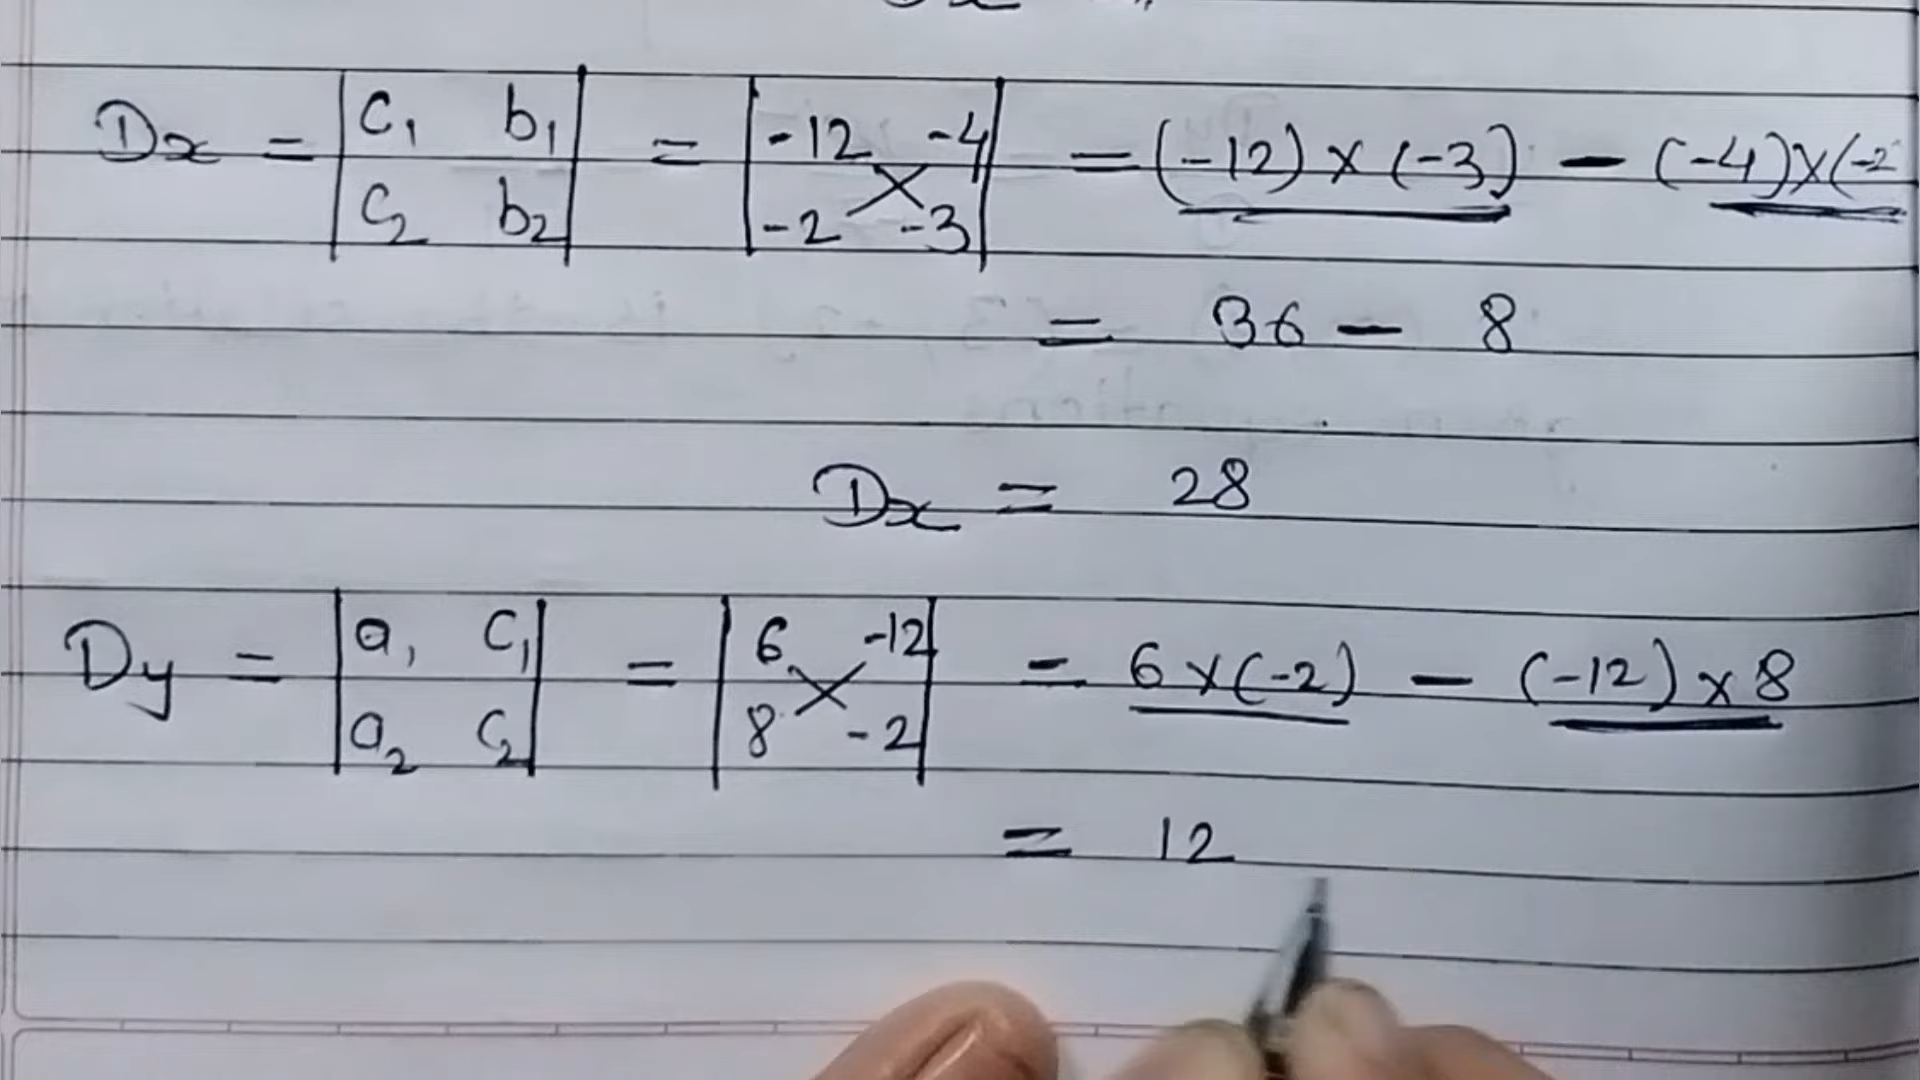 Dx = | c₁ b₁ | = | -12 -4 | = (-12) × (-3) - (-4)×(-2
| c₂ b₂ | | -2 -3 |
= 36 - 8
Dx = 28
Dy = | a₁ c₁ | = | 6 -12 | = 6×(-2) - (-12) × 8
| a₂ c₂ | | 8 -2 |
= 12